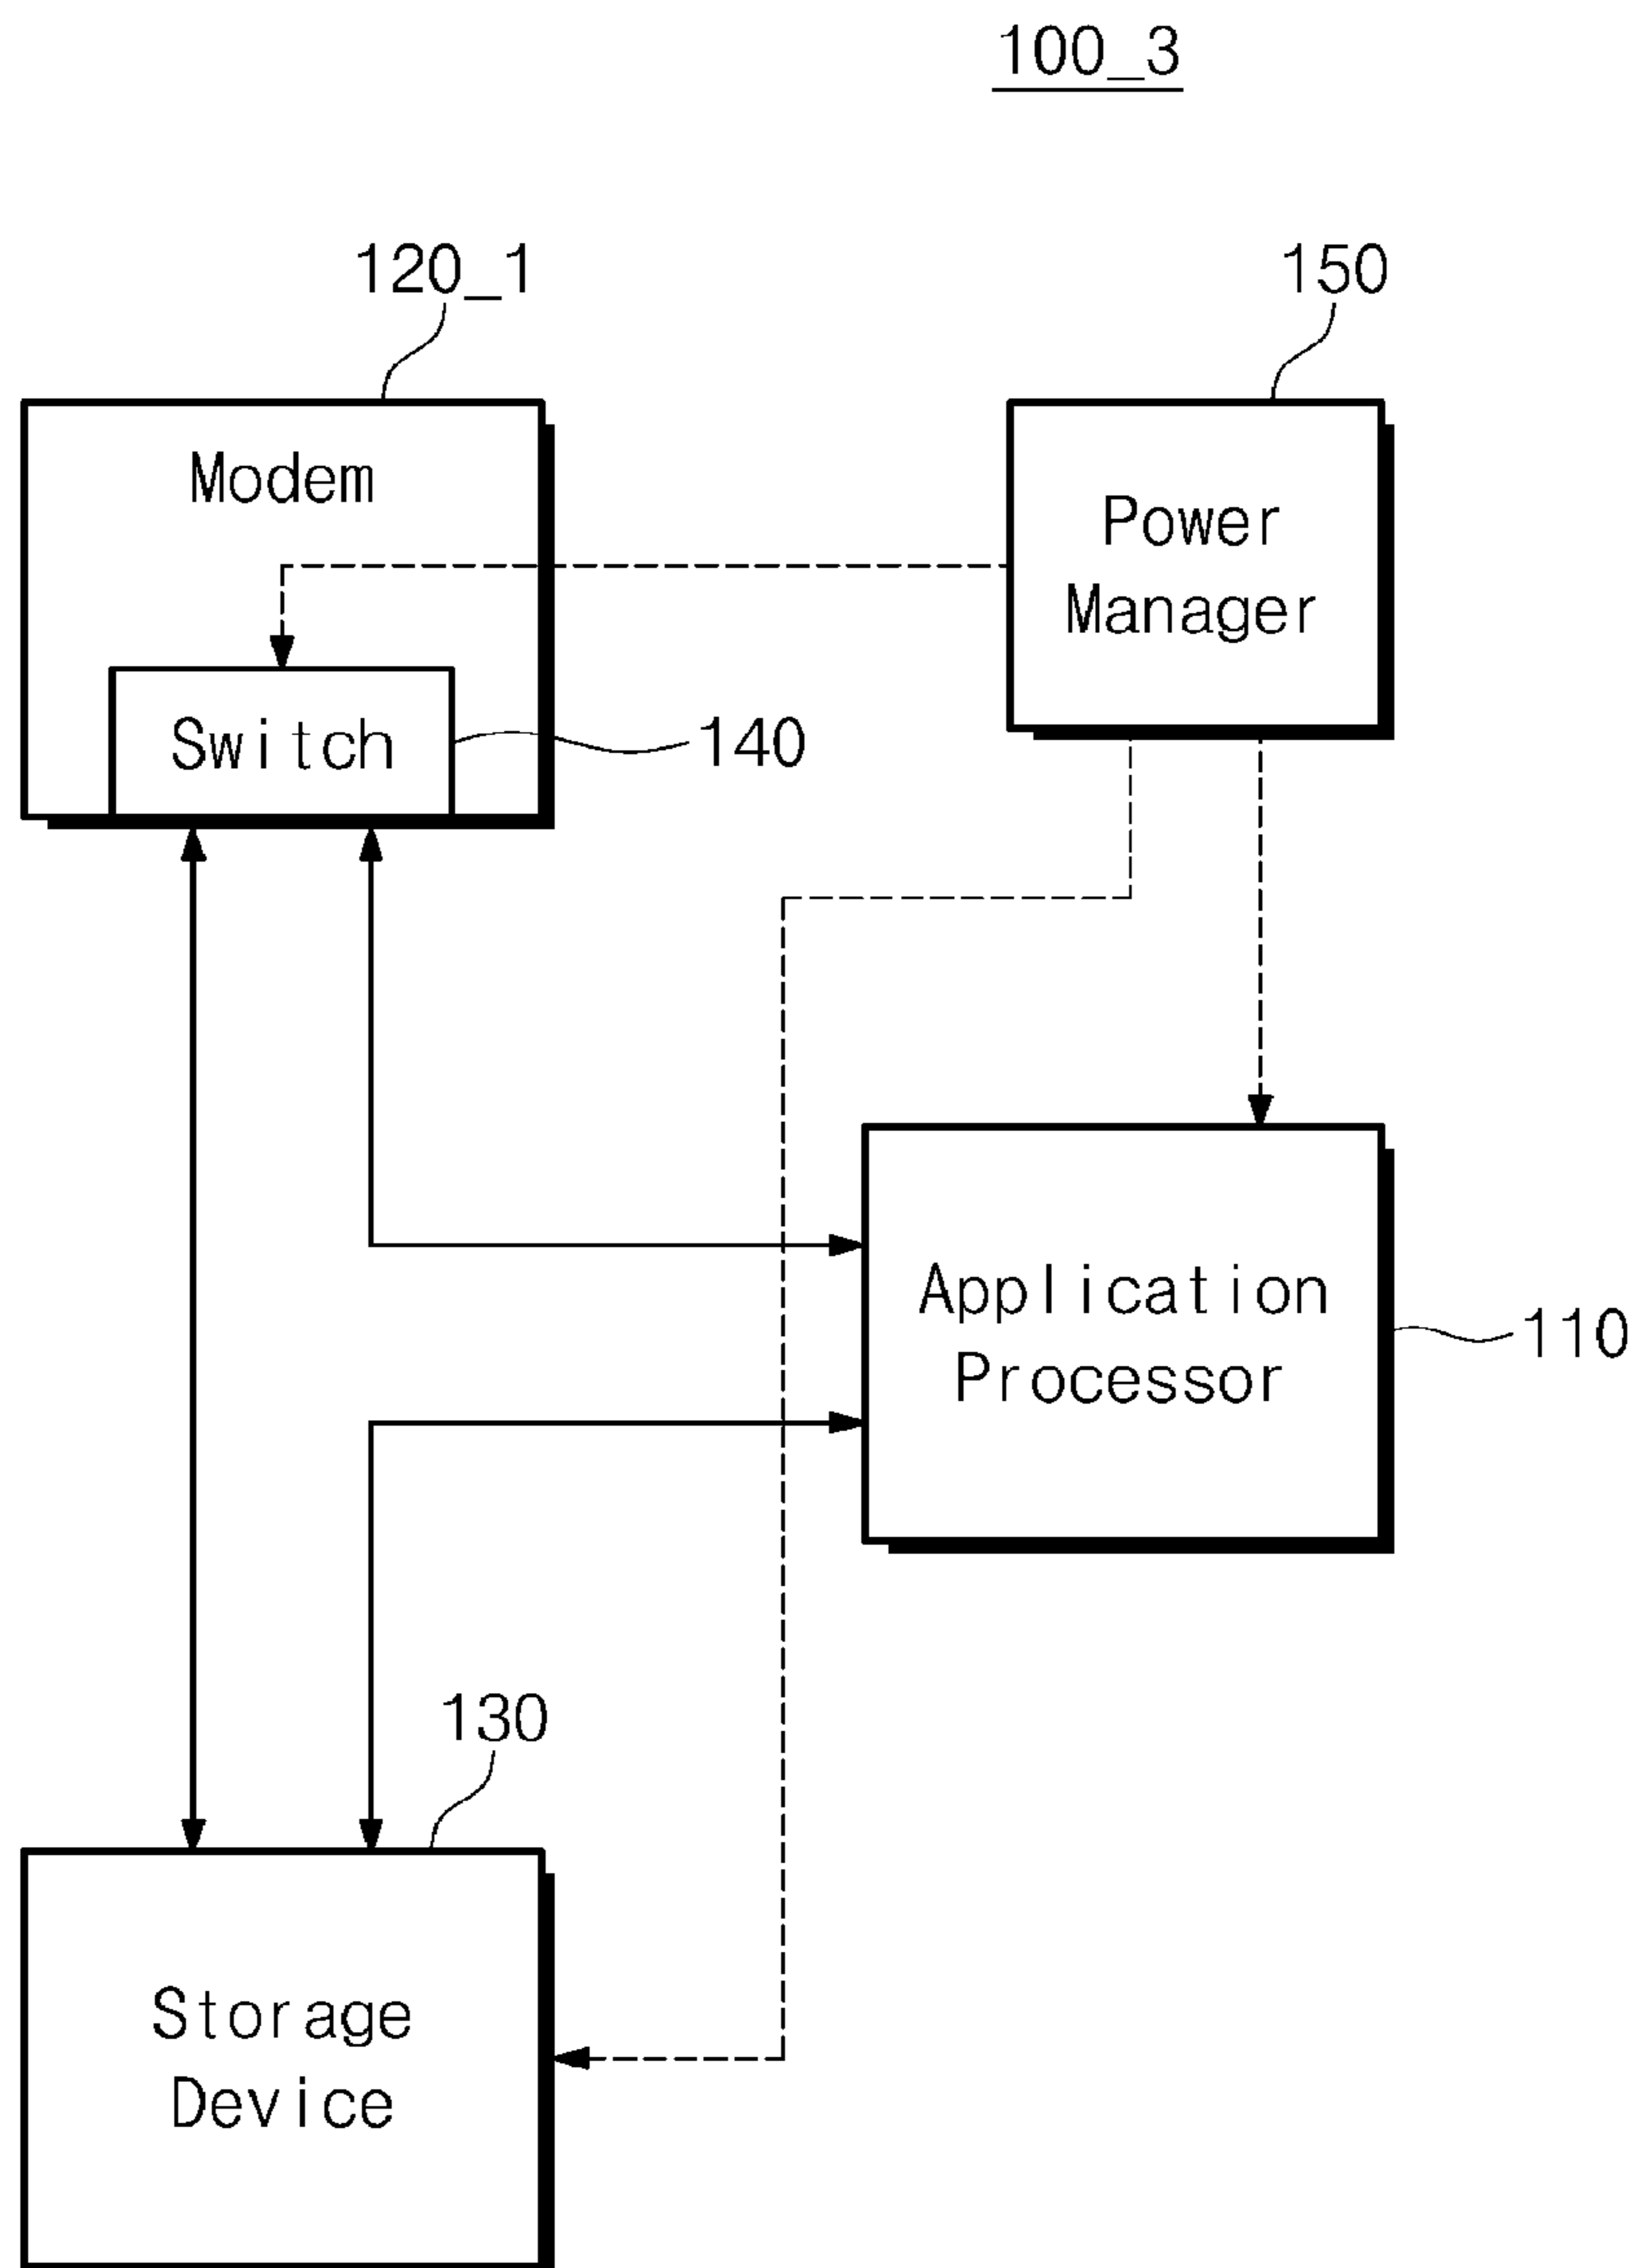 100_3
120_1
150
Modem
Power
Manager
Switch
140
Application
Processor
110
130
Storage
Device